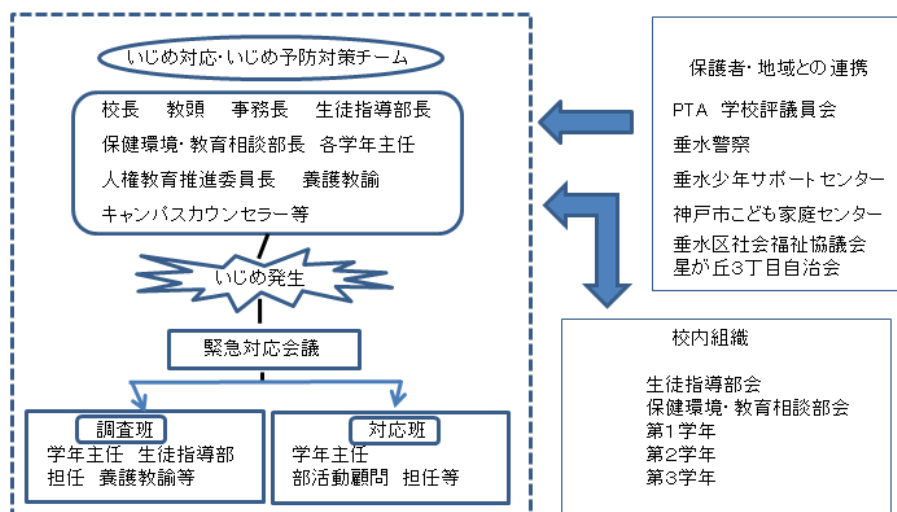 いじめ対応・いじめ予防対策チーム
校長 教頭 事務長 生徒指導部長
保健環境・教育相談部長 各学年主任
人権教育推進委員長 養護教諭
キャンパスカウンセラー等
いじめ発生
緊急対応会議
調査班
学年主任 生徒指導部
担任 養護教諭等
対応班
学年主任
部活動顧問 担任等
保護者・地域との連携
PTA 学校評議員会
垂水警察
垂水少年サポートセンター
神戸市こども家庭センター
垂水区社会福祉協議会
星が丘3丁目自治会
校内組織
生徒指導部会
保健環境・教育相談部会
第1学年
第2学年
第3学年